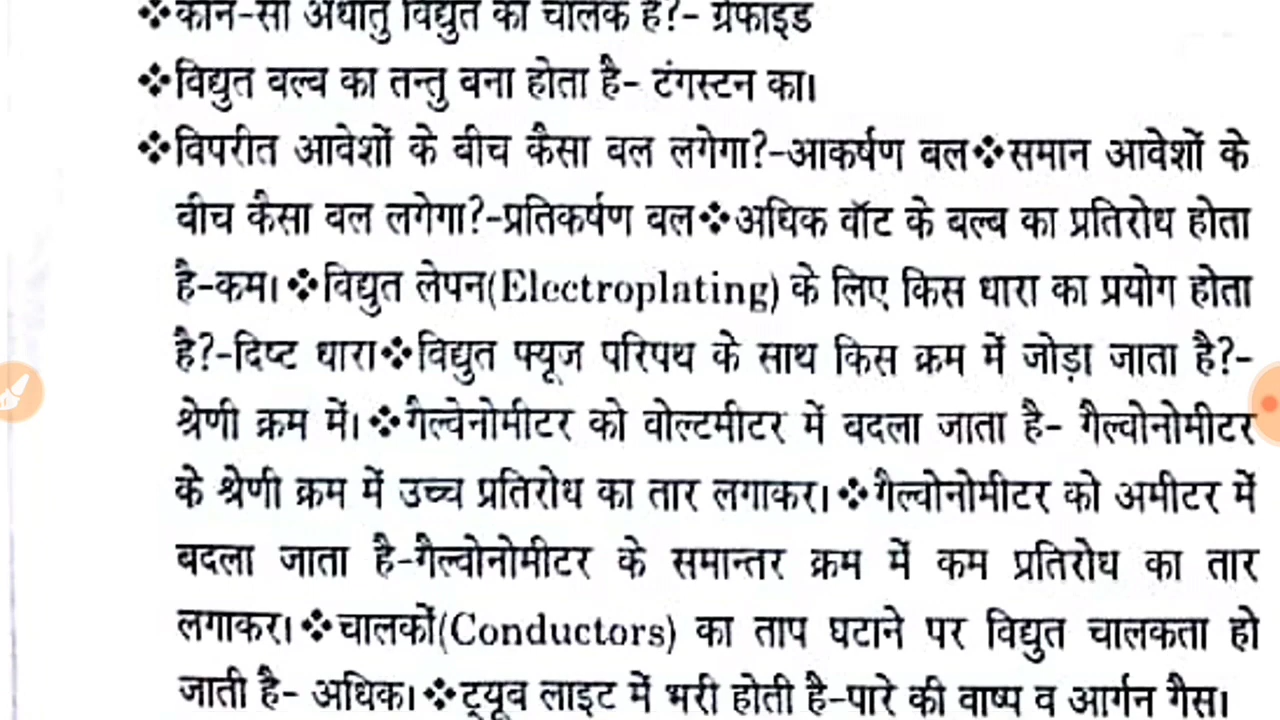 ❖कौन-सी अधातु विद्युत का चालक है?- ग्रेफाइड
❖विद्युत बल्व का तन्तु बना होता है- टंगस्टन का।
❖विपरीत आवेशों के बीच कैसा बल लगेगा?-आकर्षण बल❖समान आवेशों के
बीच कैसा बल लगेगा?-प्रतिकर्षण बल❖अधिक वॉट के बल्ब का प्रतिरोध होता
है-कम।❖विद्युत लेपन(Electroplating) के लिए किस धारा का प्रयोग होता
है?-दिष्ट धारा❖विद्युत फ्यूज परिपथ के साथ किस क्रम में जोड़ा जाता है?-
श्रेणी क्रम में।❖गैल्वेनोमीटर को वोल्टमीटर में बदला जाता है- गैल्वोनोमीटर
के श्रेणी क्रम में उच्च प्रतिरोध का तार लगाकर।❖गैल्वोनोमीटर को अमीटर में
बदला जाता है-गैल्वोनोमीटर के समान्तर क्रम में कम प्रतिरोध का तार
लगाकर।❖चालकों(Conductors) का ताप घटाने पर विद्युत चालकता हो
जाती है- अधिक।❖ट्यूब लाइट में भरी होती है-पारे की वाष्प व आर्गन गैस।